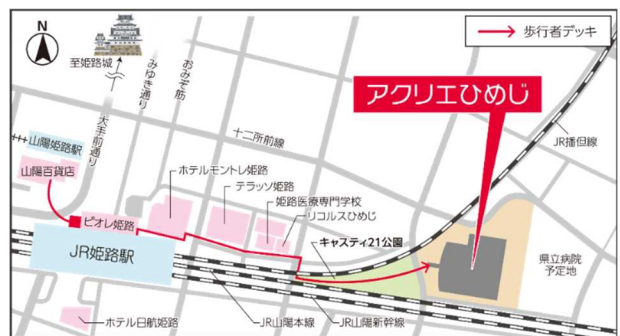 N
歩行者デッキ
至姫路城
みゆき通り
おみぞ筋
大手前通り
アクリエひめじ
十二所前線
JR播但線
山陽姫路駅
山陽百貨店
ホテルモントレ姫路
テラッソ姫路
姫路医療専門学校
リコルスひめじ
ピオレ姫路
キャスティ21公園
JR姫路駅
県立病院
予定地
ホテル日航姫路
JR山陽本線
JR山陽新幹線